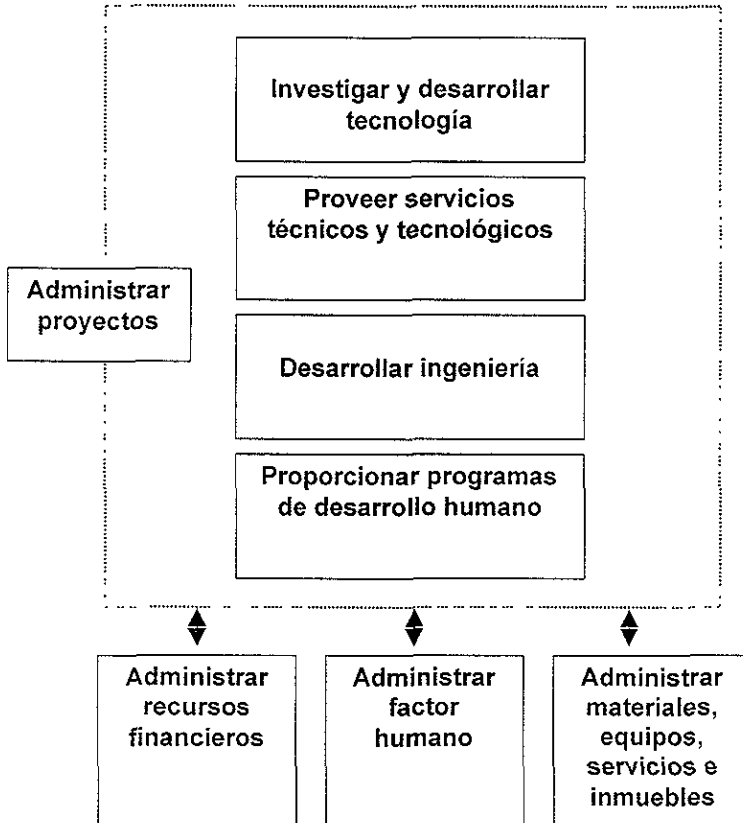 Investigar y desarrollar
tecnología
Proveer servicios
técnicos y tecnológicos
Administrar
proyectos
Desarrollar ingeniería
Proporcionar programas
de desarrollo humano
Administrar
recursos
financieros
Administrar
factor
humano
Administrar
materiales,
equipos,
servicios e
inmuebles